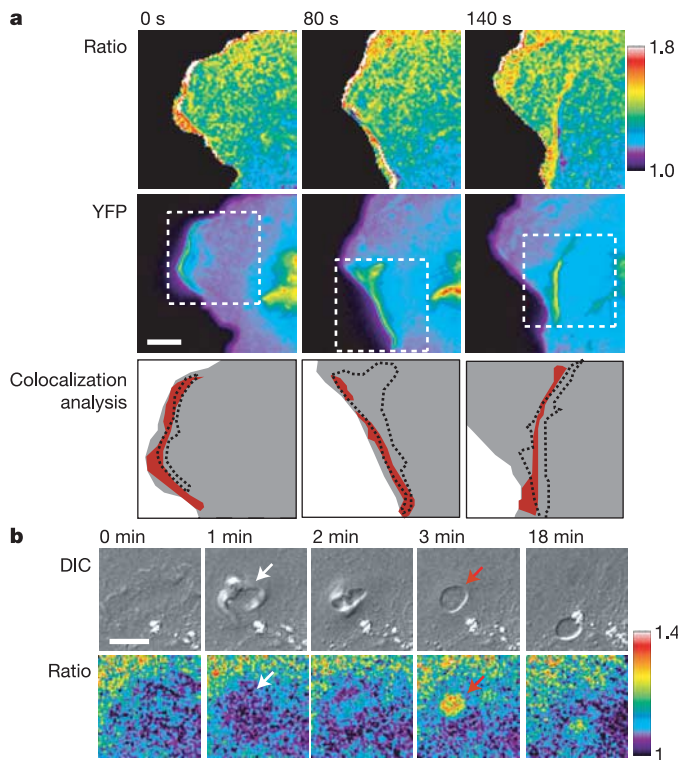 a
0 s 80 s 140 s
Ratio
1.8
1.0
YFP
Colocalization
analysis
b
0 min 1 min 2 min 3 min 18 min
DIC
Ratio
1.4
1